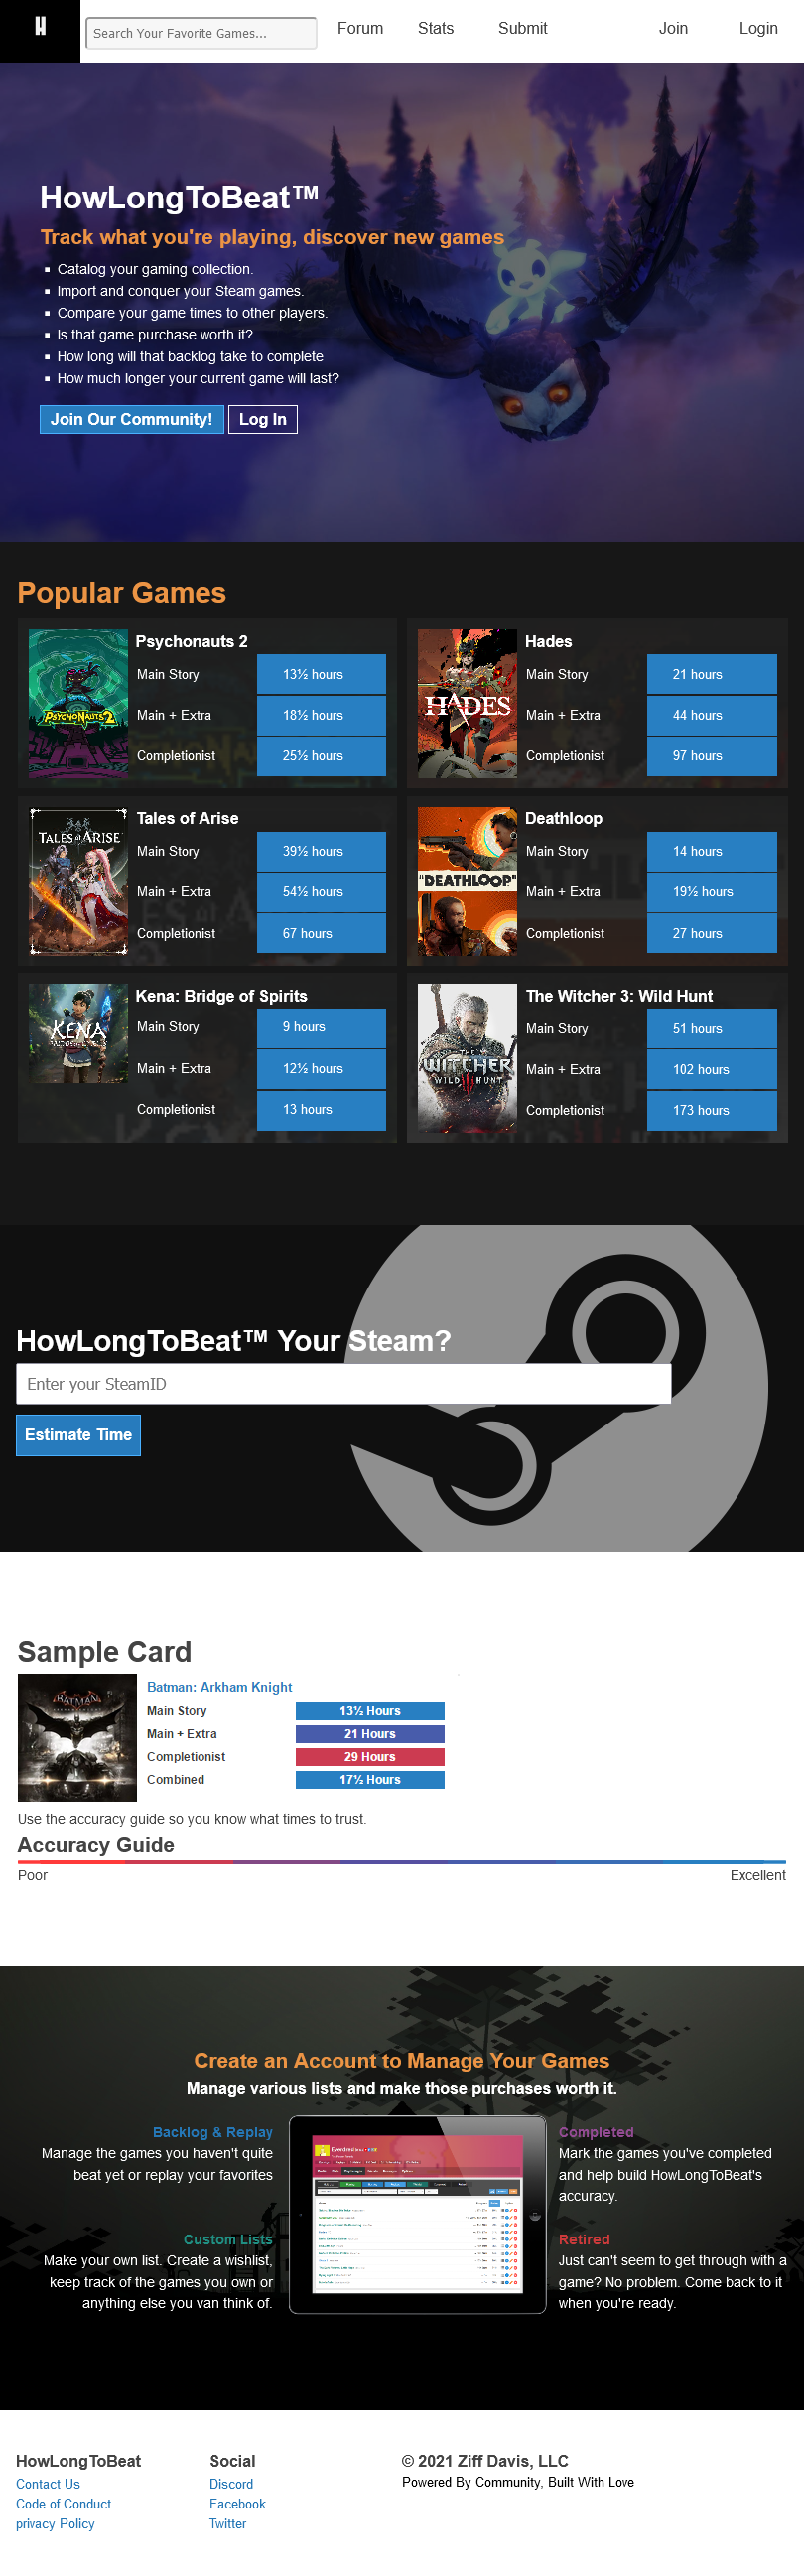 H
Search Your Favorite Games...
Forum
Stats
Submit
Join
Login
HowLongToBeat™
Track what you're playing, discover new games
Catalog your gaming collection.
Import and conquer your Steam games.
Compare your game times to other players.
Is that game purchase worth it?
How long will that backlog take to complete
How much longer your current game will last?
Join Our Community!
Log In
Popular Games
PSYCHONAUTS 2
Psychonauts 2
Main Story 13½ hours
Main + Extra 18½ hours
Completionist 25½ hours
HADES
Hades
Main Story 21 hours
Main + Extra 44 hours
Completionist 97 hours
TALES of ARISE
Tales of Arise
Main Story 39½ hours
Main + Extra 54½ hours
Completionist 67 hours
"DEATHLOOP"
Deathloop
Main Story 14 hours
Main + Extra 19½ hours
Completionist 27 hours
KENA
Kena: Bridge of Spirits
Main Story 9 hours
Main + Extra 12½ hours
Completionist 13 hours
THE
WITCHER
WILD HUNT
The Witcher 3: Wild Hunt
Main Story 51 hours
Main + Extra 102 hours
Completionist 173 hours
HowLongToBeat™ Your Steam?
Enter your SteamID
Estimate Time
Sample Card
BATMAN
Batman: Arkham Knight
Main Story 13½ Hours
Main + Extra 21 Hours
Completionist 29 Hours
Combined 17½ Hours
Use the accuracy guide so you know what times to trust.
Accuracy Guide
Poor
Excellent
Create an Account to Manage Your Games
Manage various lists and make those purchases worth it.
Backlog & Replay
Manage the games you haven't quite
beat yet or replay your favorites
Custom Lists
Make your own list. Create a wishlist,
keep track of the games you own or
anything else you van think of.
Completed
Mark the games you've completed
and help build HowLongToBeat's
accuracy.
Retired
Just can't seem to get through with a
game? No problem. Come back to it
when you're ready.
HowLongToBeat
Contact Us
Code of Conduct
privacy Policy
Social
Discord
Facebook
Twitter
© 2021 Ziff Davis, LLC
Powered By Community, Built With Love